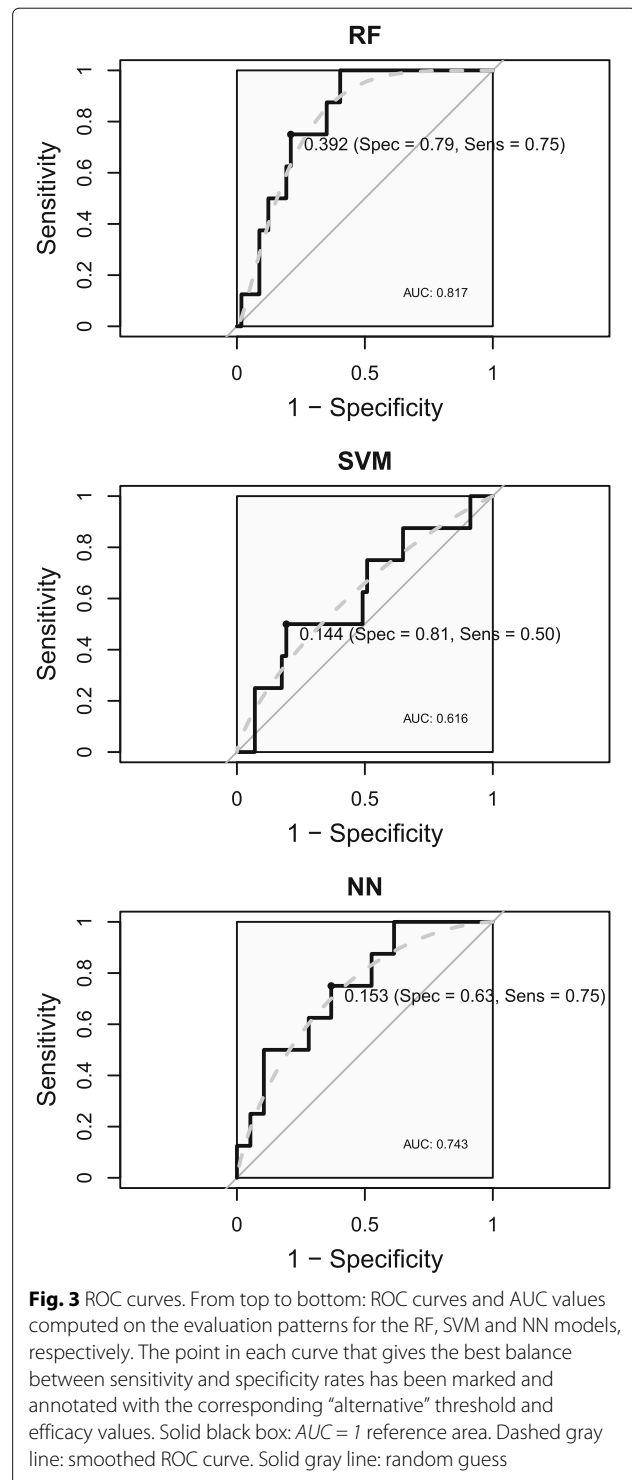 RF
Sensitivity
1
0.8
0.6
0.4
0.2
0
0.392 (Spec = 0.79, Sens = 0.75)
AUC: 0.817
0 0.5 1
1 − Specificity
SVM
Sensitivity
1
0.8
0.6
0.4
0.2
0
0.144 (Spec = 0.81, Sens = 0.50)
AUC: 0.616
0 0.5 1
1 − Specificity
NN
Sensitivity
1
0.8
0.6
0.4
0.2
0
0.153 (Spec = 0.63, Sens = 0.75)
AUC: 0.743
0 0.5 1
1 − Specificity
Fig. 3 ROC curves. From top to bottom: ROC curves and AUC values
computed on the evaluation patterns for the RF, SVM and NN models,
respectively. The point in each curve that gives the best balance
between sensitivity and specificity rates has been marked and
annotated with the corresponding “alternative” threshold and
efficacy values. Solid black box: AUC = 1 reference area. Dashed gray
line: smoothed ROC curve. Solid gray line: random guess